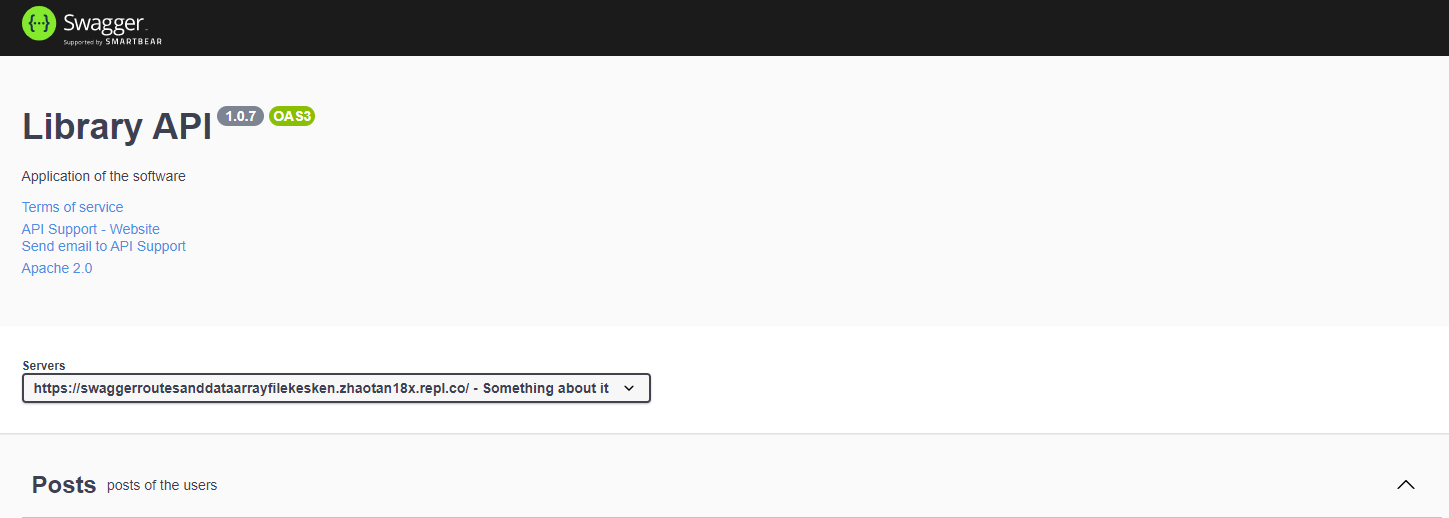 {···} Swagger
Supported by SMARTBEAR
Library API 1.0.7 OAS3
Application of the software
Terms of service
API Support - Website
Send email to API Support
Apache 2.0
Servers
https://swaggerroutesanddataarrayfilekesken.zhaotan18x.repl.co/ - Something about it
Posts posts of the users